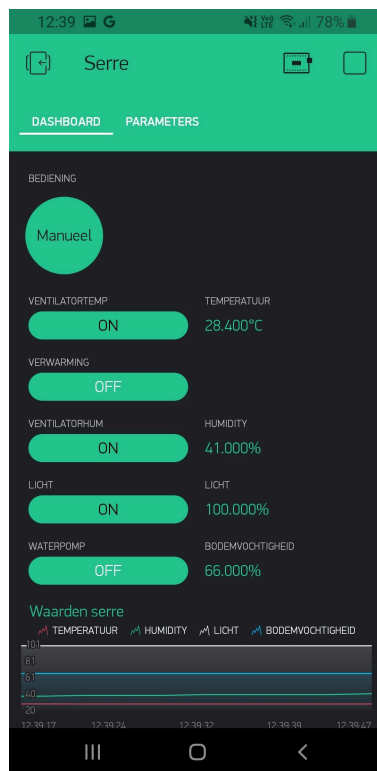 12:39 G Vo) LTE 78%
Serre
DASHBOARD PARAMETERS
BEDIENING
Manueel
VENTILATORTEMP TEMPERATUUR
ON 28.400°C
VERWARMING
OFF
VENTILATORHUM HUMIDITY
ON 41.000%
LICHT LICHT
ON 100.000%
WATERPOMP BODEMVOCHTIGHEID
OFF 66.000%
Waarden serre
TEMPERATUUR HUMIDITY LICHT BODEMVOCHTIGHEID
101
81
61
40
20
12:39:17 12:39:24 12:39:32 12:39:39 12:39:47